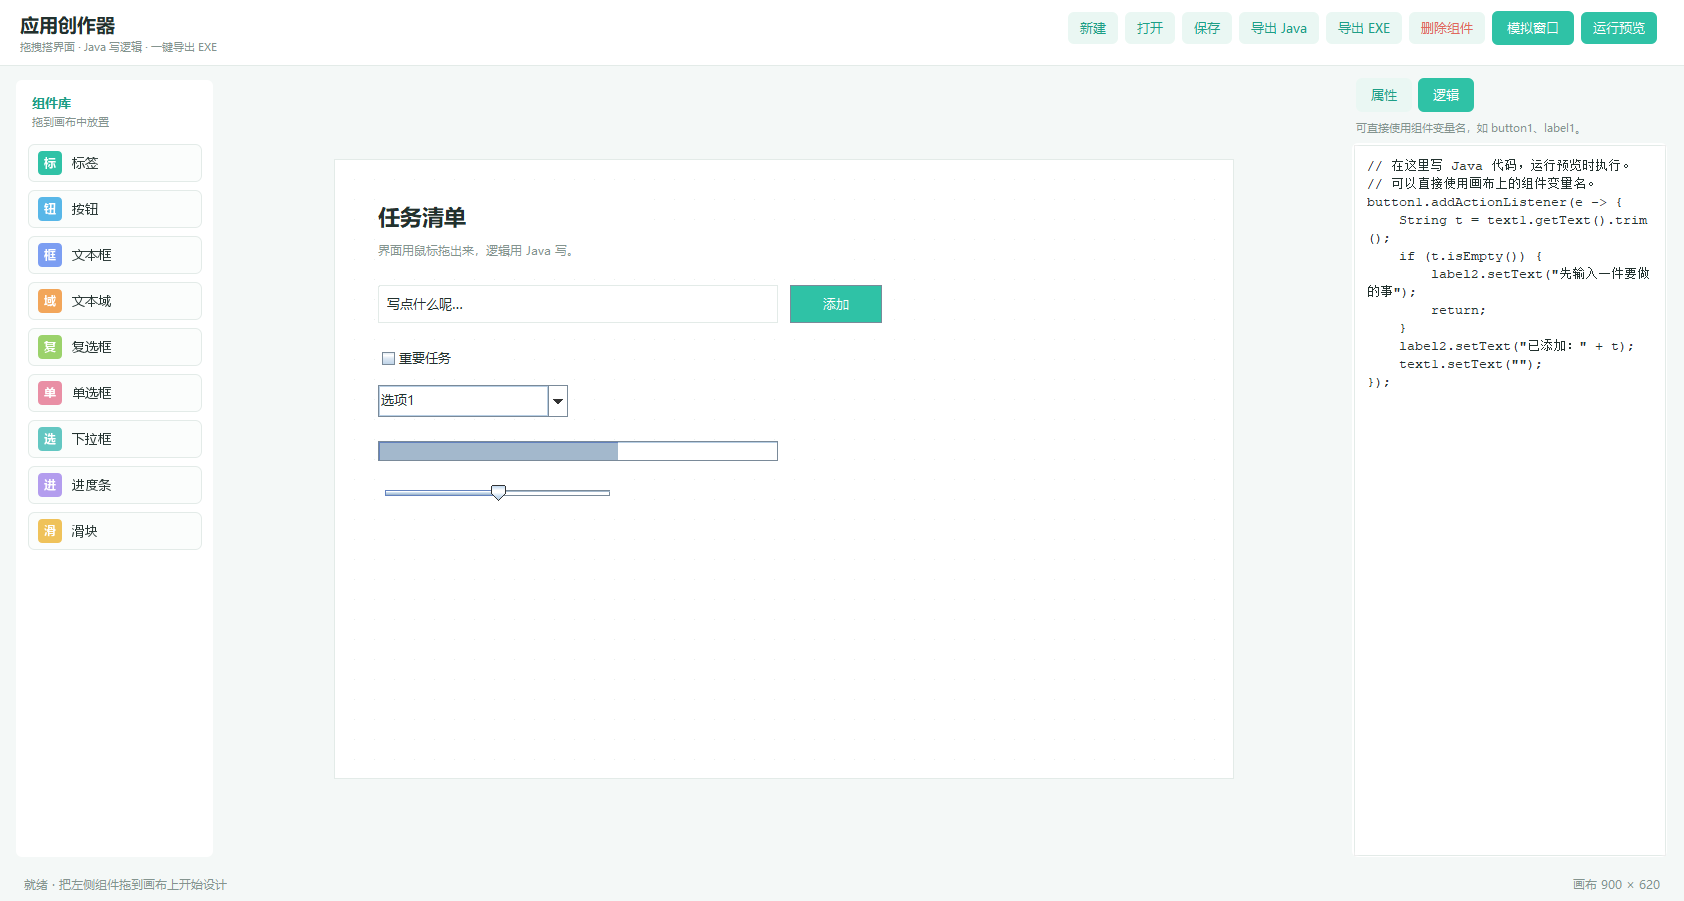 应用创作器
拖拽搭界面 · Java 写逻辑 · 一键导出 EXE
新建
打开
保存
导出 Java
导出 EXE
删除组件
模拟窗口
运行预览
组件库
拖到画布中放置
标 标签
钮 按钮
框 文本框
域 文本域
复 复选框
单 单选框
选 下拉框
进 进度条
滑 滑块
任务清单
界面用鼠标拖出来，逻辑用 Java 写。
写点什么呢...
添加
重要任务
选项1
属性
逻辑
可直接使用组件变量名，如 button1、label1。
// 在这里写 Java 代码，运行预览时执行。
// 可以直接使用画布上的组件变量名。
button1.addActionListener(e -> {
    String t = text1.getText().trim
();
    if (t.isEmpty()) {
        label2.setText("先输入一件要做
的事");
        return;
    }
    label2.setText("已添加：" + t);
    text1.setText("");
});
就绪 · 把左侧组件拖到画布上开始设计
画布 900 × 620